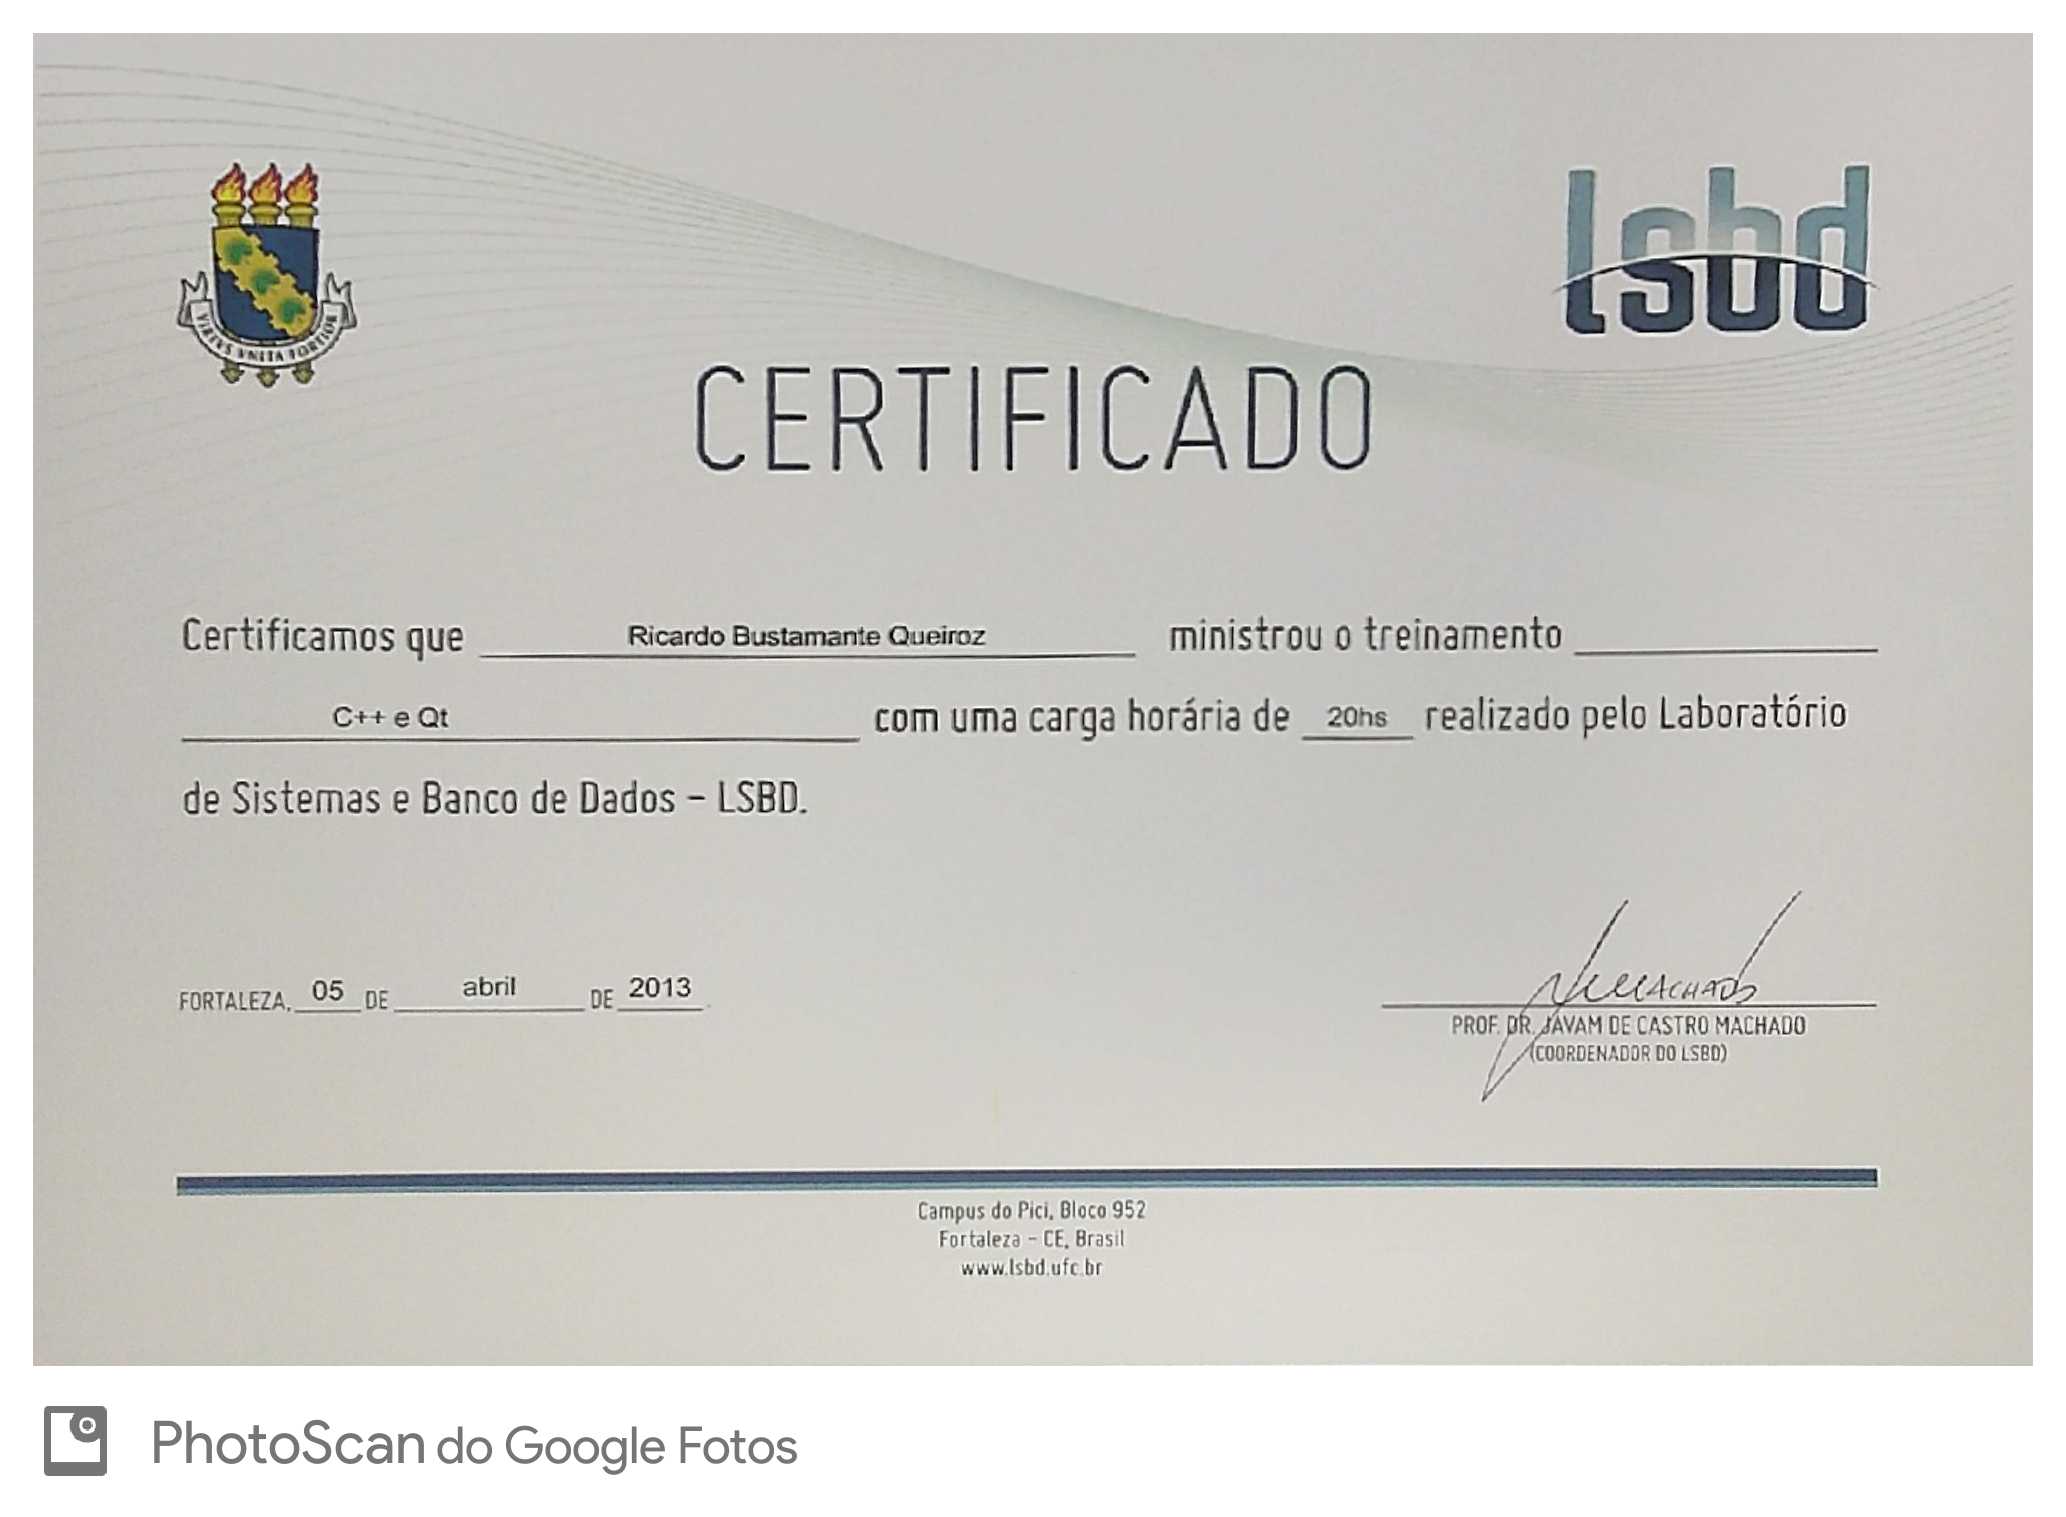 VIRTVS VNITA FORTIOR
lsbd
CERTIFICADO
Certificamos que Ricardo Bustamante Queiroz ministrou o treinamento
C++ e Qt com uma carga horária de 20hs realizado pelo Laboratório
de Sistemas e Banco de Dados – LSBD.
FORTALEZA, 05 DE abril DE 2013.
PROF. DR. JAVAM DE CASTRO MACHADO
(COORDENADOR DO LSBD)
Campus do Pici, Bloco 952
Fortaleza – CE, Brasil
www.lsbd.ufc.br
PhotoScan do Google Fotos